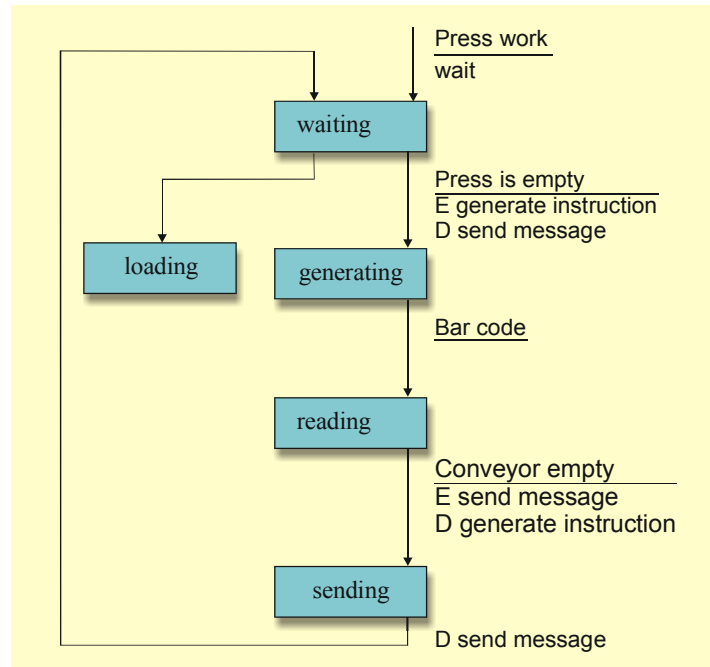 Press work
wait
waiting
Press is empty
E generate instruction
D send message
loading
generating
Bar code
reading
Conveyor empty
E send message
D generate instruction
sending
D send message